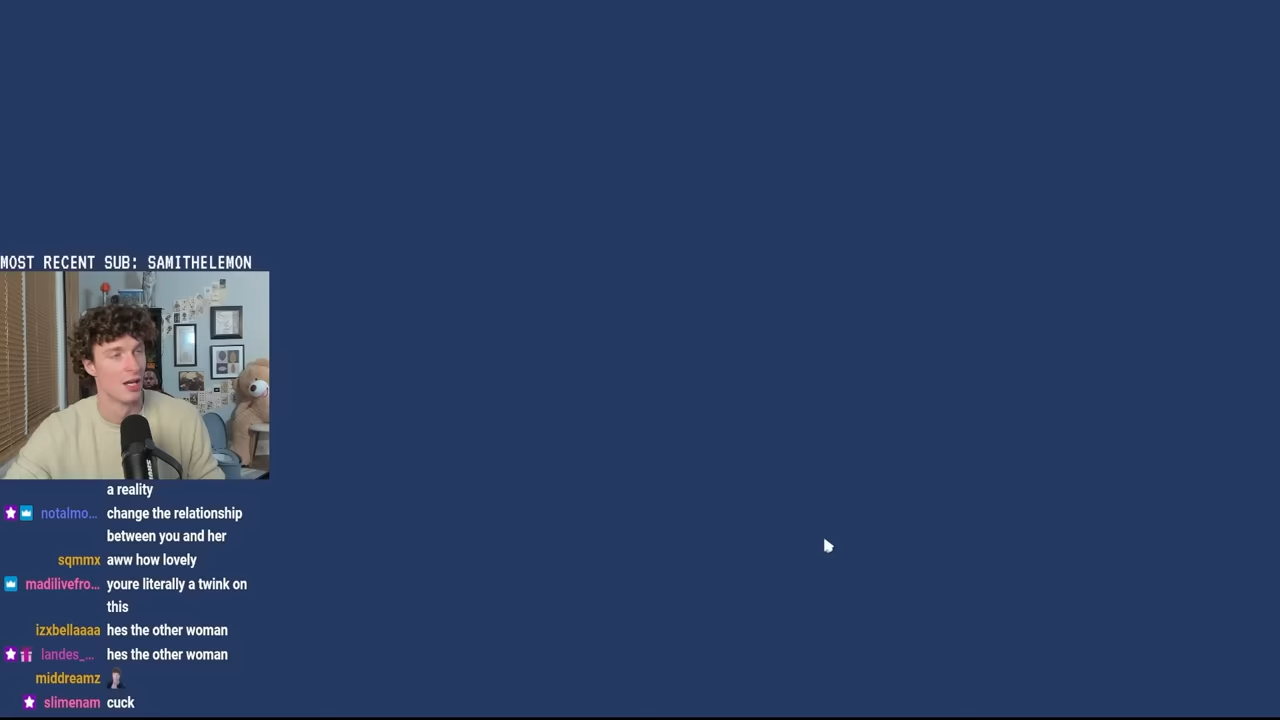 MOST RECENT SUB: SAMITHELEMON
a reality
notalmo... change the relationship
between you and her
sqmmx aww how lovely
madilivefro... youre literally a twink on
this
izxbellaaaa hes the other woman
landes_... hes the other woman
middreamz
slimenam cuck